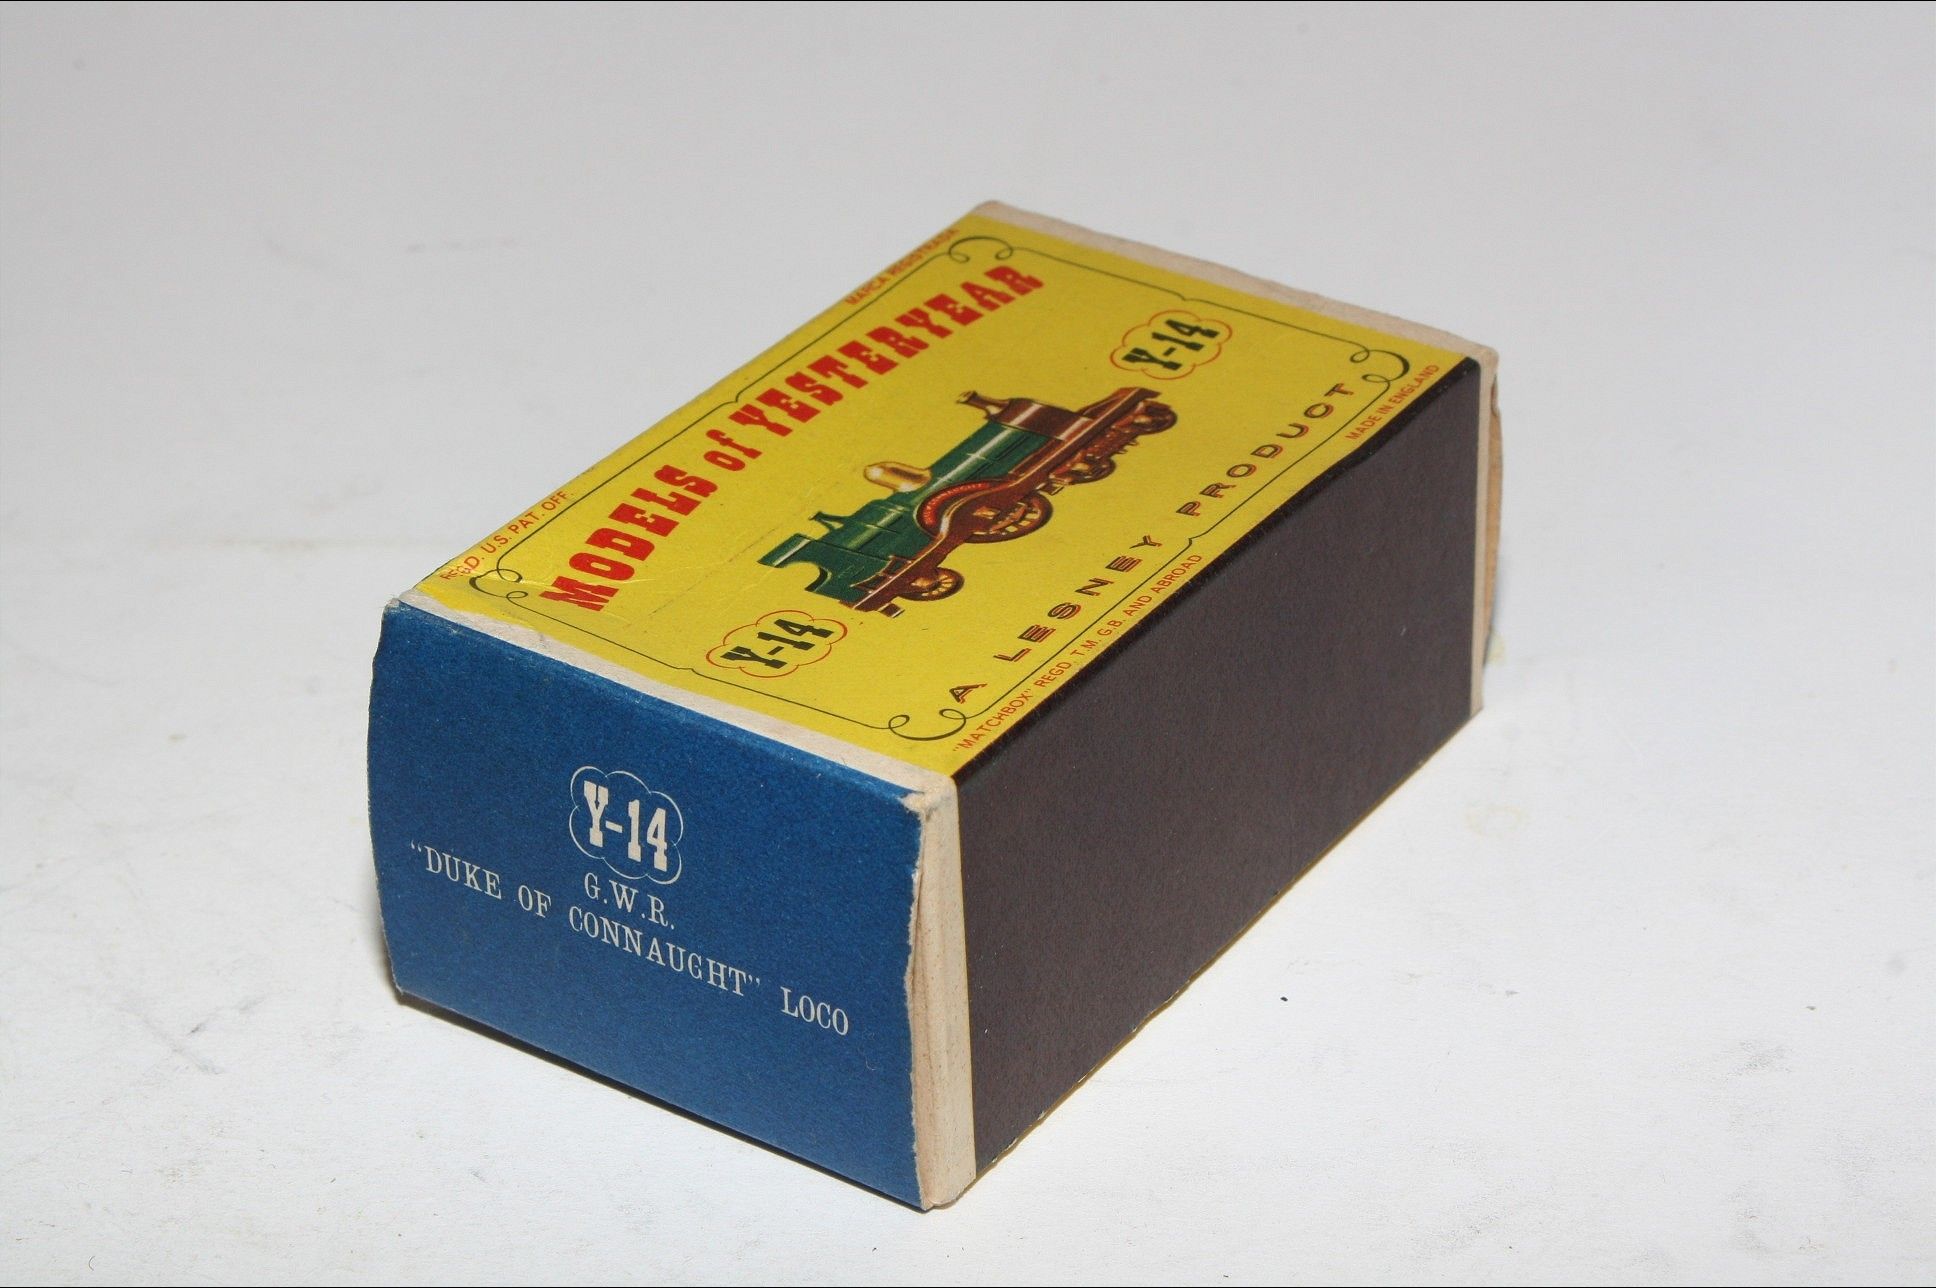 MARCA REGISTRADA
REGD. U.S. PAT. OFF.
MODELS of YESTERYEAR
Y-14
Y-14
A LESNEY PRODUCT
"MATCHBOX" REGD. T.M. G.B. AND ABROAD
MADE IN ENGLAND
Y-14
G.W.R.
"DUKE OF CONNAUGHT" LOCO